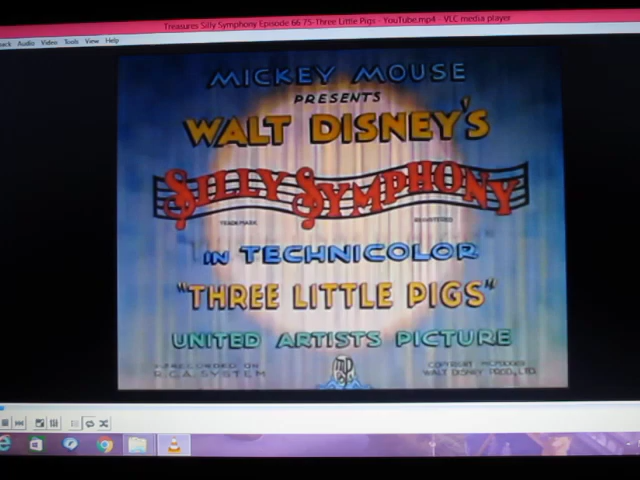 Treasures Silly Symphony Episode 66 75-Three Little Pigs - YouTube.mp4 - VLC media player
Audio Video Tools View Help
MICKEY MOUSE
PRESENTS
WALT DISNEY'S
SILLY SYMPHONY
TRADEMARK REGISTERED
IN TECHNICOLOR
"THREE LITTLE PIGS"
UNITED ARTISTS PICTURE
RECORDED ON
R.C.A. SYSTEM
COPYRIGHT
WALT DISNEY PROD., LTD.